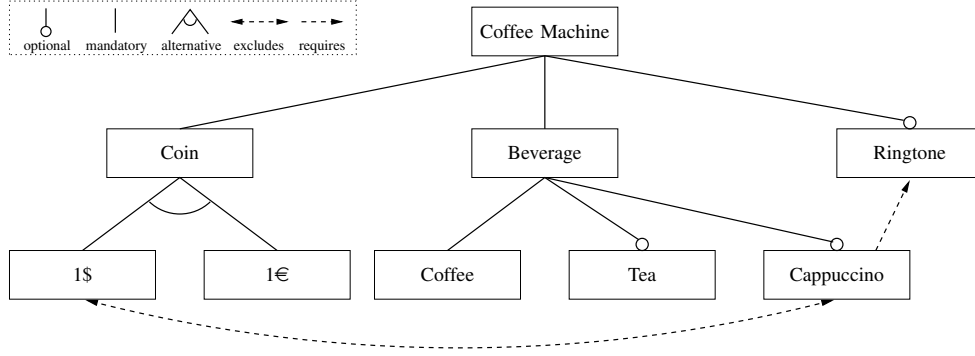 optional mandatory alternative excludes requires
Coffee Machine
Coin Beverage Ringtone
1$ 1€ Coffee Tea Cappuccino